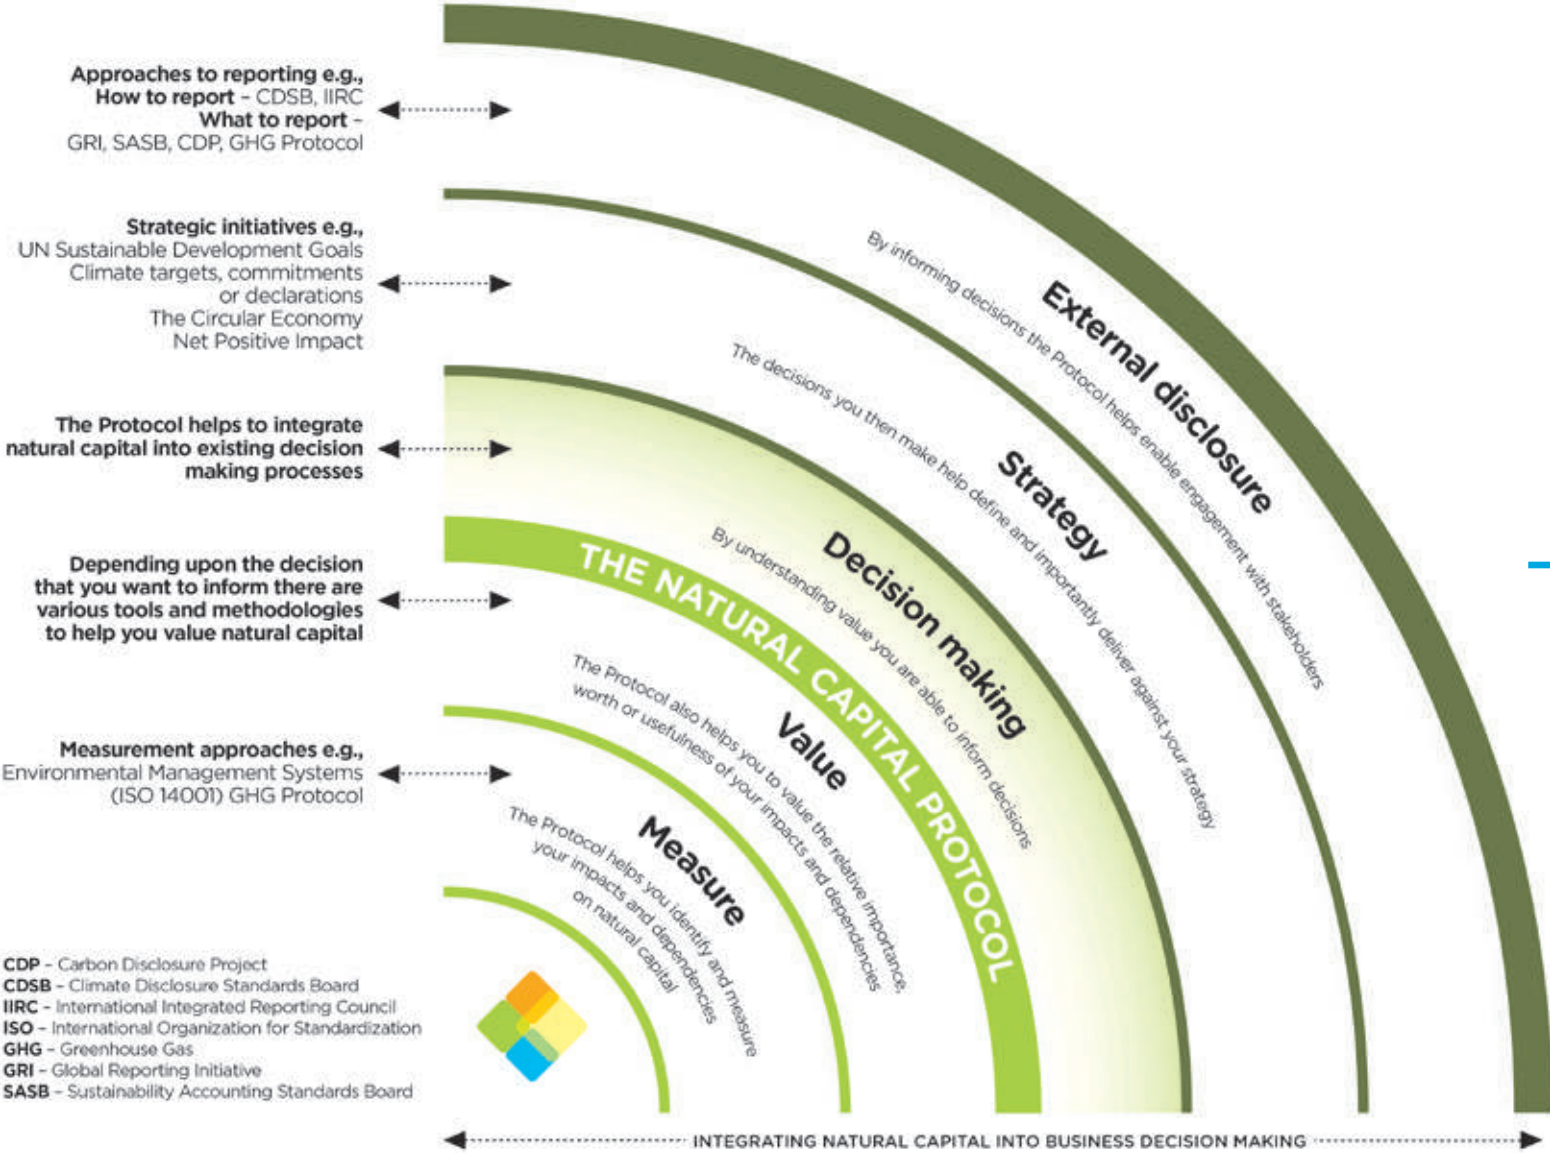 Approaches to reporting e.g.,
How to report – CDSB, IIRC
What to report –
GRI, SASB, CDP, GHG Protocol
Strategic initiatives e.g.,
UN Sustainable Development Goals
Climate targets, commitments
or declarations
The Circular Economy
Net Positive Impact
The Protocol helps to integrate
natural capital into existing decision
making processes
Depending upon the decision
that you want to inform there are
various tools and methodologies
to help you value natural capital
Measurement approaches e.g.,
Environmental Management Systems
(ISO 14001) GHG Protocol
CDP – Carbon Disclosure Project
CDSB – Climate Disclosure Standards Board
IIRC – International Integrated Reporting Council
ISO – International Organization for Standardization
GHG – Greenhouse Gas
GRI – Global Reporting Initiative
SASB – Sustainability Accounting Standards Board
External disclosure
By informing decisions the Protocol helps enable engagement with stakeholders
Strategy
The decisions you then make help define and importantly deliver against your strategy
Decision making
By understanding value you are able to inform decisions
THE NATURAL CAPITAL PROTOCOL
Value
The Protocol also helps you to value the relative importance,
worth or usefulness of your impacts and dependencies
Measure
The Protocol helps you identify and measure
your impacts and dependencies
on natural capital
INTEGRATING NATURAL CAPITAL INTO BUSINESS DECISION MAKING